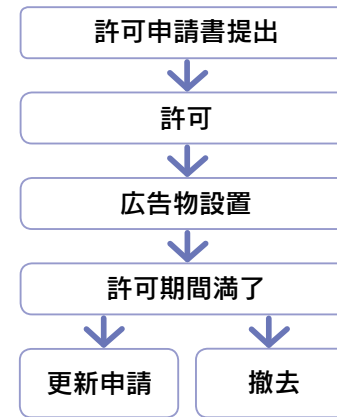 許可申請書提出
許可
広告物設置
許可期間満了
更新申請
撤去